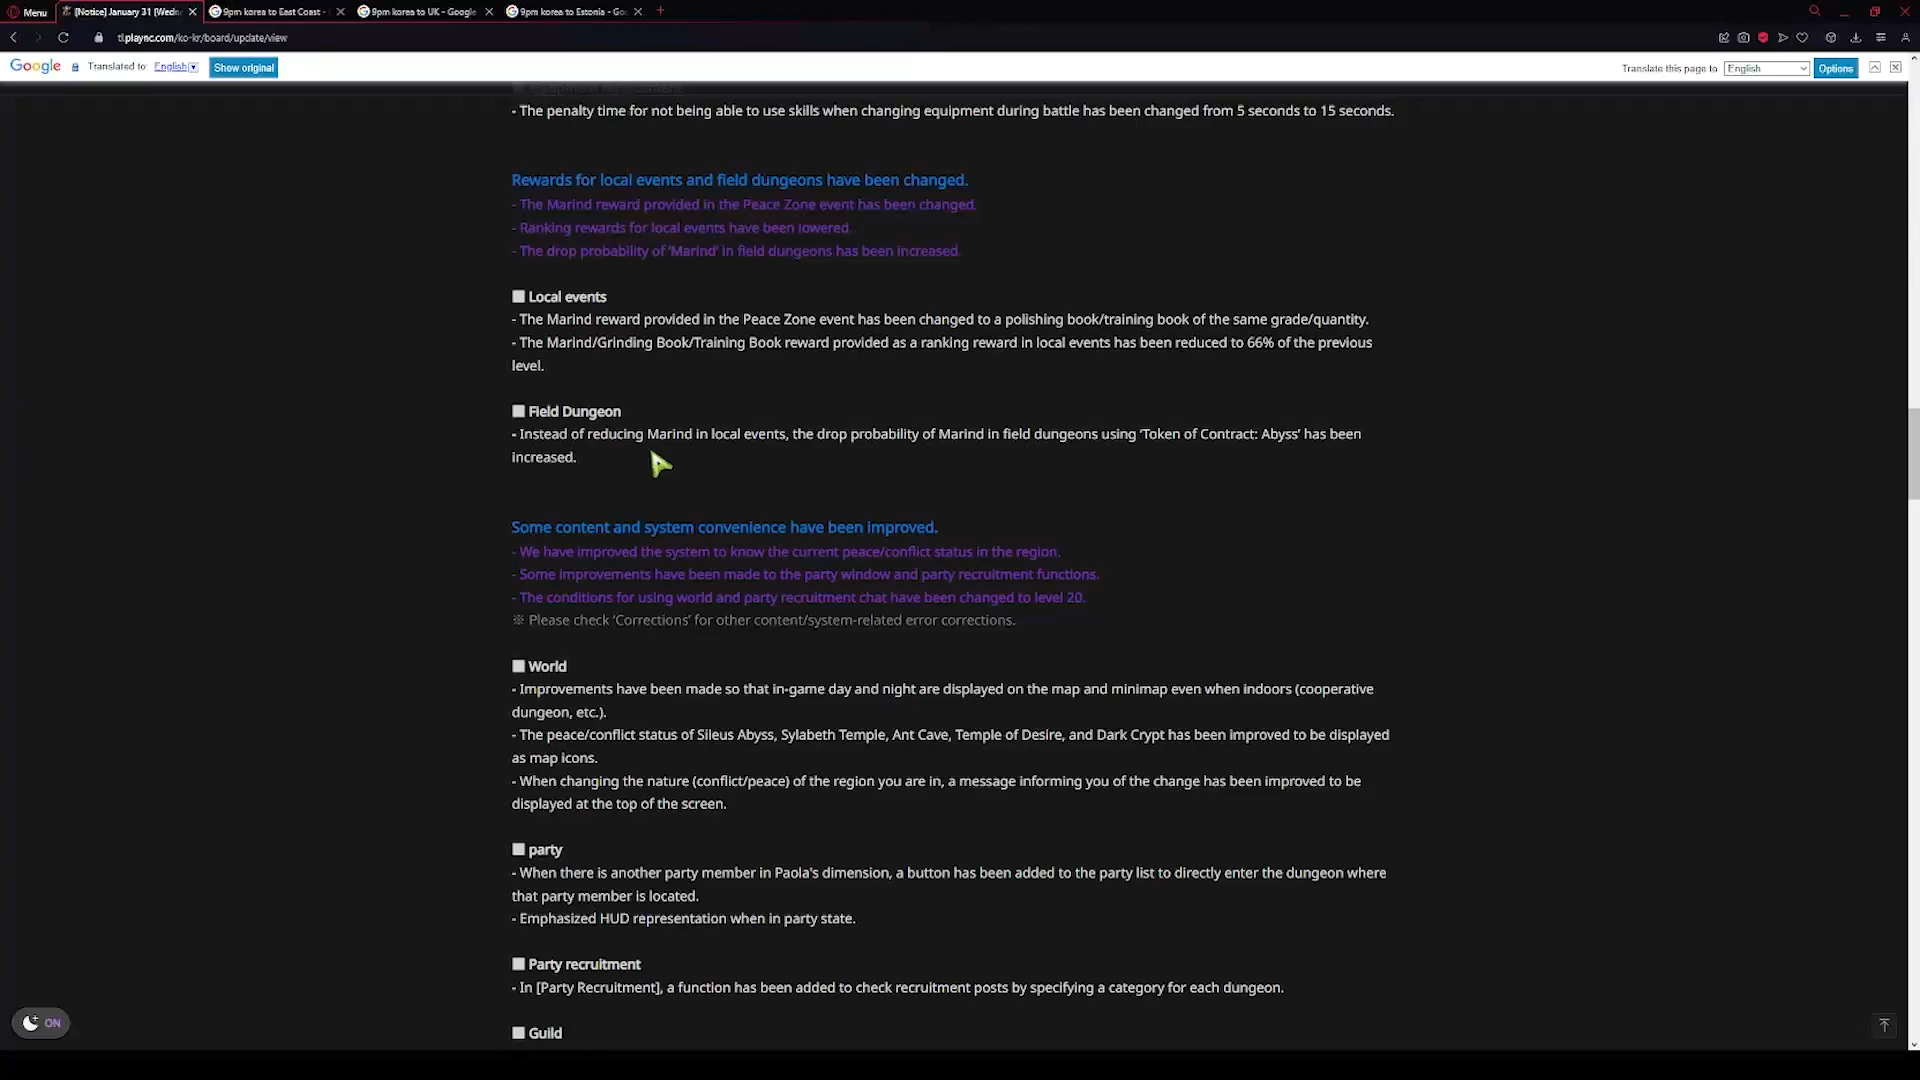 Menu
[Notice] January 31 (Wedn
9pm korea to East Coast -
9pm korea to UK - Google
9pm korea to Estonia - Go
tl.plaync.com/ko-kr/board/update/view
Google
Translated to: English
Show original
Translate this page to
English
Options
- The penalty time for not being able to use skills when changing equipment during battle has been changed from 5 seconds to 15 seconds.
Rewards for local events and field dungeons have been changed.
- The Marind reward provided in the Peace Zone event has been changed.
- Ranking rewards for local events have been lowered.
- The drop probability of 'Marind' in field dungeons has been increased.
■ Local events
- The Marind reward provided in the Peace Zone event has been changed to a polishing book/training book of the same grade/quantity.
- The Marind/Grinding Book/Training Book reward provided as a ranking reward in local events has been reduced to 66% of the previous
level.
■ Field Dungeon
- Instead of reducing Marind in local events, the drop probability of Marind in field dungeons using ‘Token of Contract: Abyss’ has been
increased.
Some content and system convenience have been improved.
- We have improved the system to know the current peace/conflict status in the region.
- Some improvements have been made to the party window and party recruitment functions.
- The conditions for using world and party recruitment chat have been changed to level 20.
※ Please check ‘Corrections’ for other content/system-related error corrections.
■ World
- Improvements have been made so that in-game day and night are displayed on the map and minimap even when indoors (cooperative
dungeon, etc.).
- The peace/conflict status of Sileus Abyss, Sylabeth Temple, Ant Cave, Temple of Desire, and Dark Crypt has been improved to be displayed
as map icons.
- When changing the nature (conflict/peace) of the region you are in, a message informing you of the change has been improved to be
displayed at the top of the screen.
■ party
- When there is another party member in Paola's dimension, a button has been added to the party list to directly enter the dungeon where
that party member is located.
- Emphasized HUD representation when in party state.
■ Party recruitment
- In [Party Recruitment], a function has been added to check recruitment posts by specifying a category for each dungeon.
■ Guild
ON